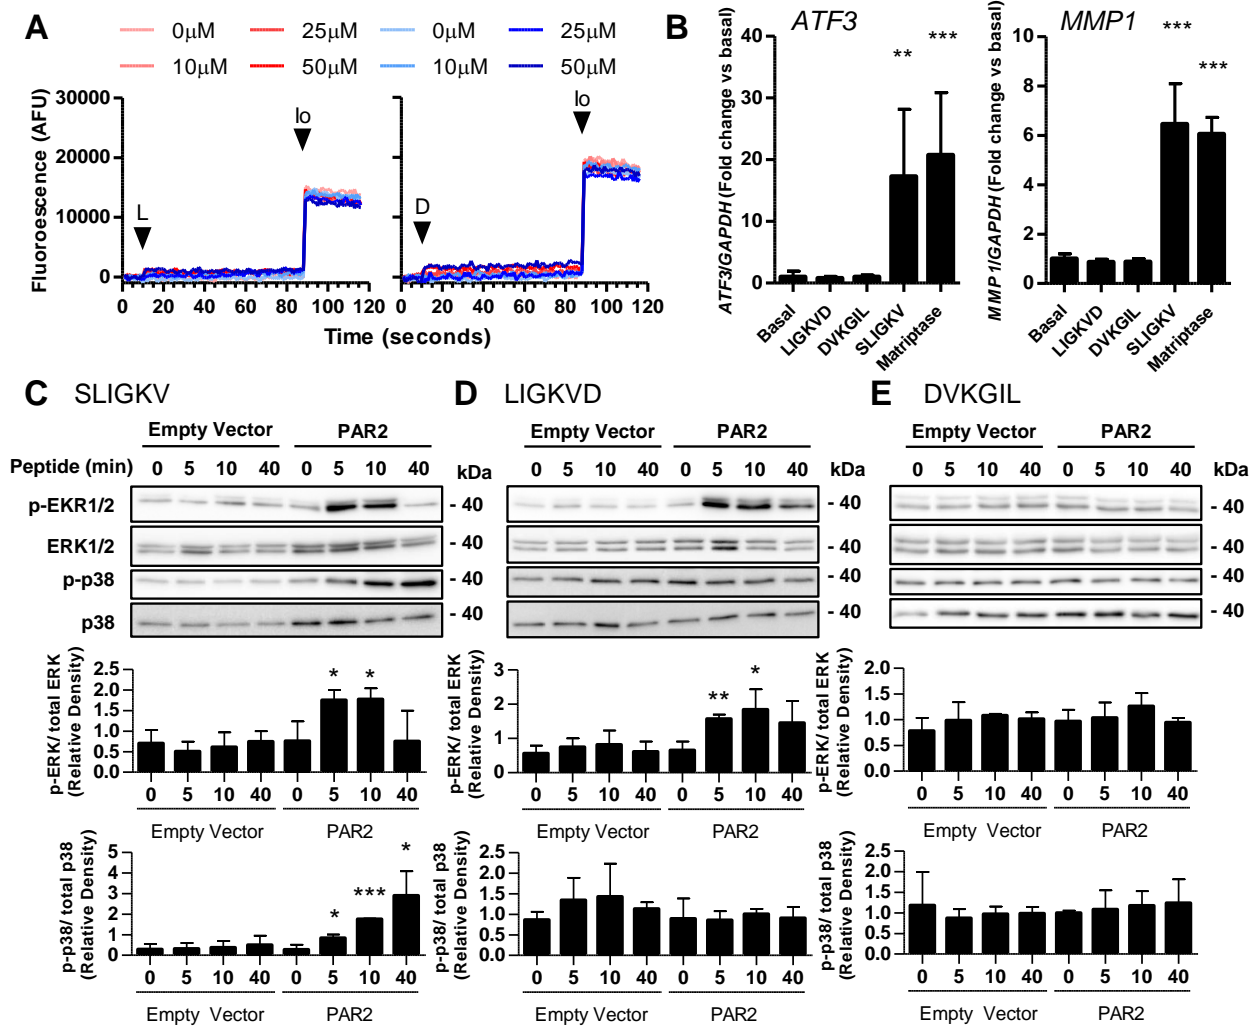 A
0μM 25μM 0μM 25μM
10μM 50μM 10μM 50μM
Fluoroescence (AFU)
30000
20000
10000
0
L
Io
D
Io
0 20 40 60 80 100 120
0 20 40 60 80 100 120
Time (seconds)
B
ATF3
ATF3/GAPDH (Fold change vs basal)
40
30
20
10
0
** ***
Basal LIGKVD DVKGIL SLIGKV Matriptase
MMP1
MMP1/GAPDH (Fold change vs basal)
10
8
6
4
2
0
*** ***
Basal LIGKVD DVKGIL SLIGKV Matriptase
C SLIGKV
Empty Vector PAR2
Peptide (min) 0 5 10 40 0 5 10 40 kDa
p-EKR1/2 - 40
ERK1/2 - 40
p-p38 - 40
p38 - 40
p-ERK/ total ERK
(Relative Density)
2.5
2.0
1.5
1.0
0.5
0.0
* *
0 5 10 40 0 5 10 40
Empty Vector PAR2
p-p38/ total p38
(Relative Density)
5
4
3
2
1
0
* *** *
0 5 10 40 0 5 10 40
Empty Vector PAR2
D LIGKVD
Empty Vector PAR2
0 5 10 40 0 5 10 40 kDa
- 40
- 40
- 40
- 40
p-ERK/ total ERK
(Relative Density)
2.5
2.0
1.5
1.0
0.5
0.0
** *
0 5 10 40 0 5 10 40
Empty Vector PAR2
p-p38/ total p38
(Relative Density)
2.5
2.0
1.5
1.0
0.5
0.0
0 5 10 40 0 5 10 40
Empty Vector PAR2
E DVKGIL
Empty Vector PAR2
0 5 10 40 0 5 10 40 kDa
- 40
- 40
- 40
- 40
p-ERK/ total ERK
(Relative Density)
2.0
1.5
1.0
0.5
0.0
0 5 10 40 0 5 10 40
Empty Vector PAR2
p-p38/ total p38
(Relative Density)
2.5
2.0
1.5
1.0
0.5
0.0
0 5 10 40 0 5 10 40
Empty Vector PAR2